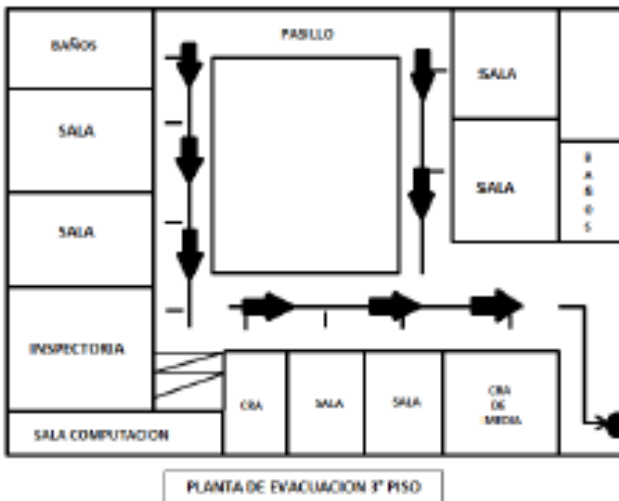 BAÑOS
PASILLO
SALA
SALA
SALA
SALA
BAÑOS
INSPECTORIA
CRA
SALA
SALA
CRA
DE
MEDIA
SALA COMPUTACION
PLANTA DE EVACUACION 3° PISO